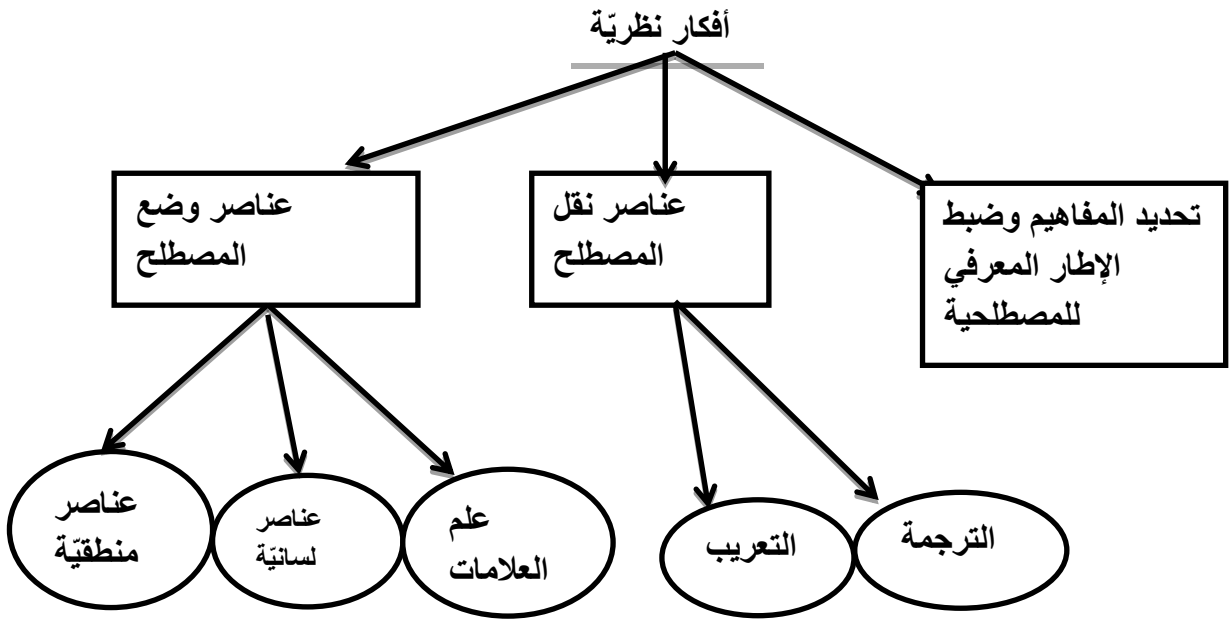 أفكار نظريّة
تحديد المفاهيم وضبط
الإطار المعرفي
للمصطلحية
عناصر نقل
المصطلح
عناصر وضع
المصطلح
الترجمة
التعريب
علم
العلامات
عناصر
لسانيّة
عناصر
منطقيّة